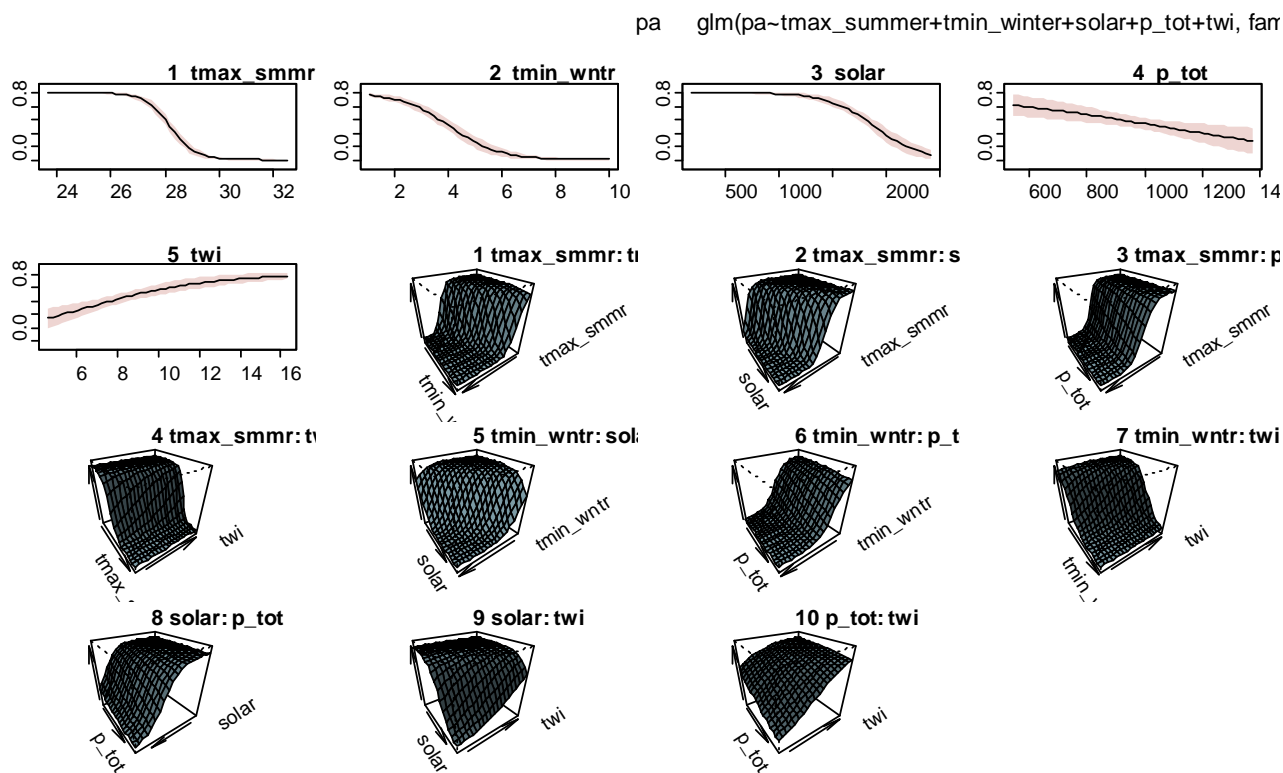 pa glm(pa~tmax_summer+tmin_winter+solar+p_tot+twi, fam
1 tmax_smmr
2 tmin_wntr
3 solar
4 p_tot
0.0 0.8
24 26 28 30 32
0.0 0.8
2 4 6 8 10
0.0 0.8
500 1000 2000
0.0 0.8
600 800 1000 1200 14
5 twi
0.0 0.8
6 8 10 12 14 16
1 tmax_smmr: t
tmin_w
tmax_smmr
2 tmax_smmr: s
solar
tmax_smmr
3 tmax_smmr: p
p_tot
tmax_smmr
4 tmax_smmr: tw
tmax_
twi
5 tmin_wntr: sol
solar
tmin_wntr
6 tmin_wntr: p_t
p_tot
tmin_wntr
7 tmin_wntr: twi
tmin_
twi
8 solar: p_tot
p_tot
solar
9 solar: twi
solar
twi
10 p_tot: twi
p_tot
twi